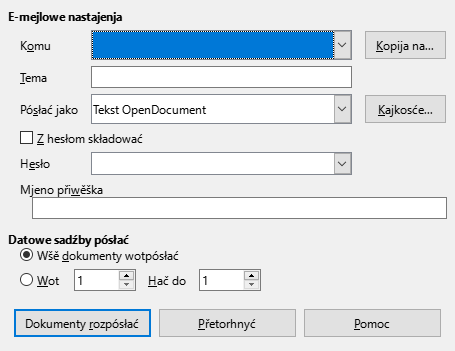 E-mejlowe nastajenja
Komu
Kopija na...
Tema
Pósłać jako
Tekst OpenDocument
Kajkosće...
Z hesłom składować
Hesło
Mjeno přiwěška
Datowe sadźby pósłać
Wšě dokumenty wotpósłać
Wot 1 Hač do 1
Dokumenty rozpósłać
Přetorhnyć
Pomoc